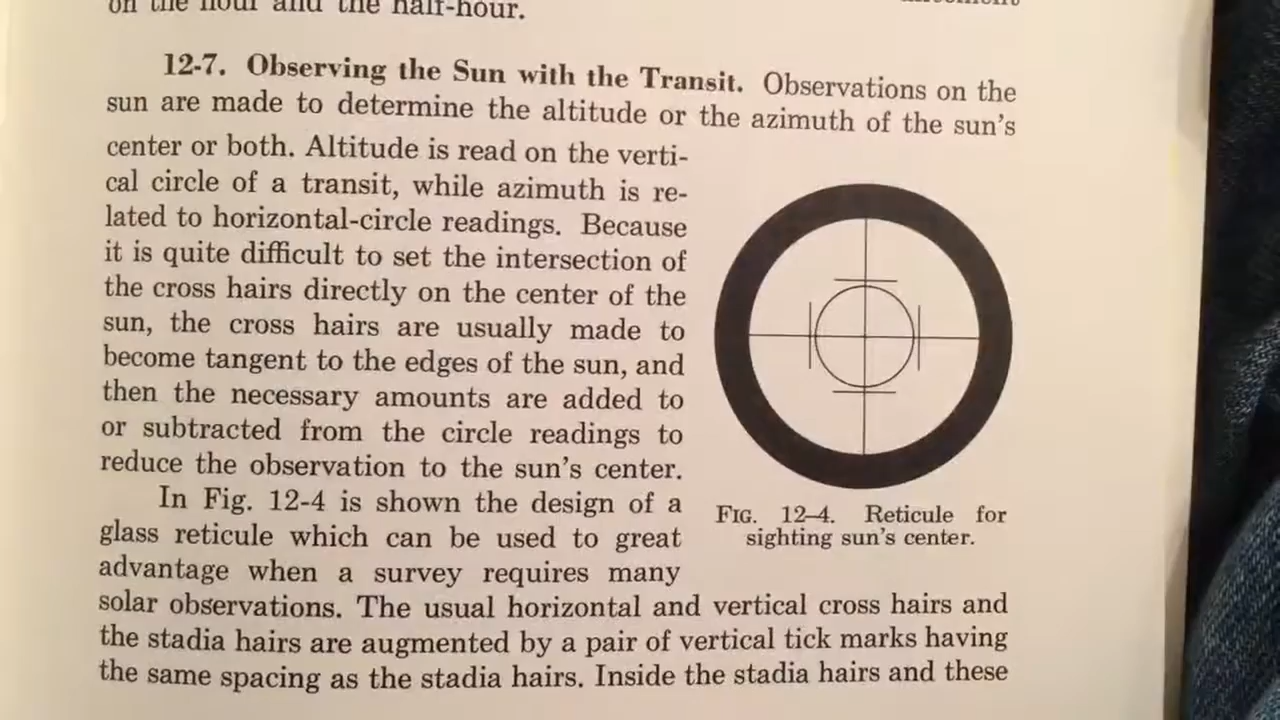 on the hour and the half-hour.
12-7. Observing the Sun with the Transit. Observations on the
sun are made to determine the altitude or the azimuth of the sun's
center or both. Altitude is read on the verti-
cal circle of a transit, while azimuth is re-
lated to horizontal-circle readings. Because
it is quite difficult to set the intersection of
the cross hairs directly on the center of the
sun, the cross hairs are usually made to
become tangent to the edges of the sun, and
then the necessary amounts are added to
or subtracted from the circle readings to
reduce the observation to the sun's center.
In Fig. 12-4 is shown the design of a
glass reticule which can be used to great
advantage when a survey requires many
FIG. 12–4. Reticule for
sighting sun's center.
solar observations. The usual horizontal and vertical cross hairs and
the stadia hairs are augmented by a pair of vertical tick marks having
the same spacing as the stadia hairs. Inside the stadia hairs and these